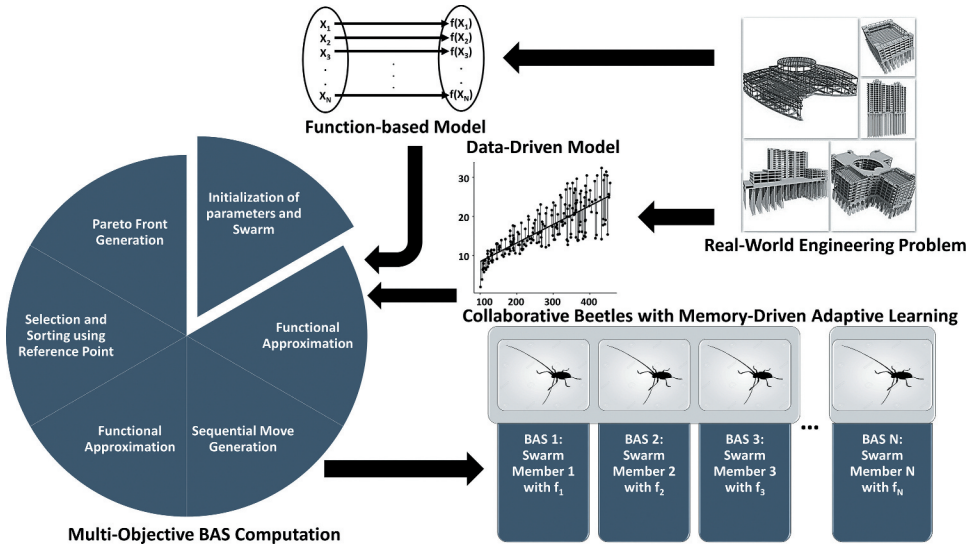 X₁ f(X₁)
X₂ f(X₂)
X₃ f(X₃)
. . .
. . .
. . .
X_N f(X_N)
Function-based Model
Real-World Engineering Problem
Data-Driven Model
30
20
10
100 200 300 400
Initialization of
parameters and
Swarm
Functional
Approximation
Sequential Move
Generation
Functional
Approximation
Selection and
Sorting using
Reference Point
Pareto Front
Generation
Multi-Objective BAS Computation
Collaborative Beetles with Memory-Driven Adaptive Learning
...
BAS 1:
Swarm
Member 1
with f₁
BAS 2:
Swarm
Member 2
with f₂
BAS 3:
Swarm
Member 3
with f₃
BAS N:
Swarm
Member N
with f_N